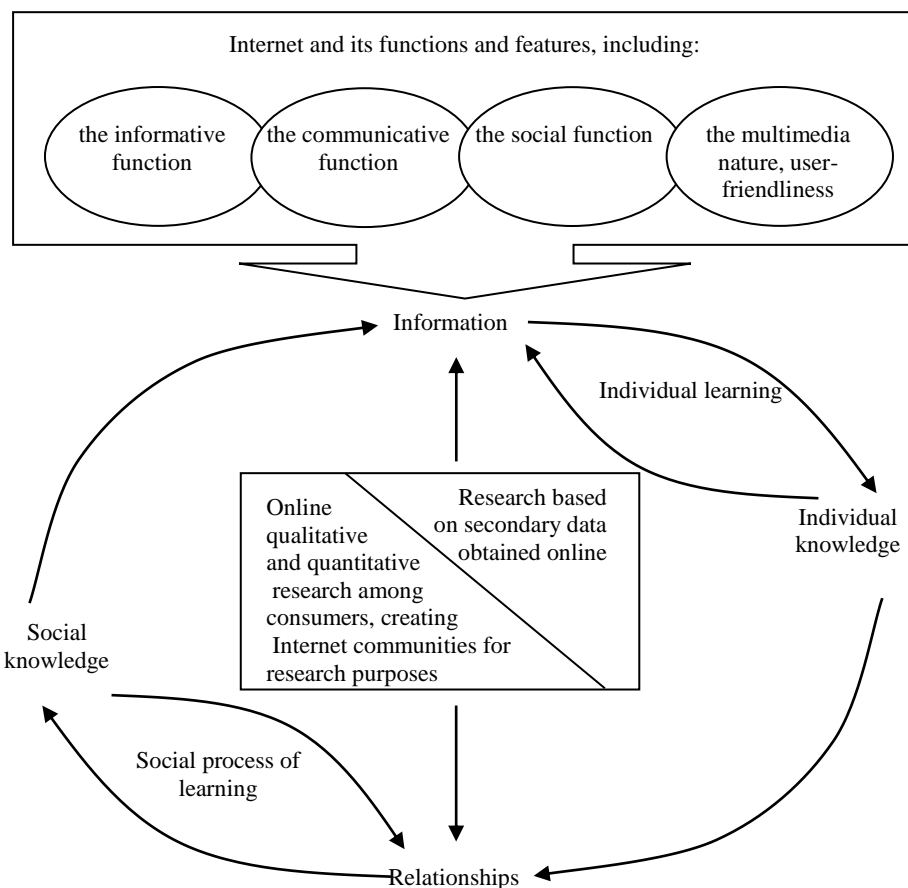 Internet and its functions and features, including:
the informative
function
the communicative
function
the social function
the multimedia
nature, user-
friendliness
Information
Individual learning
Individual
knowledge
Research based
on secondary data
obtained online
Online
qualitative
and quantitative
research among
consumers, creating
Internet communities for
research purposes
Social
knowledge
Social process of
learning
Relationships